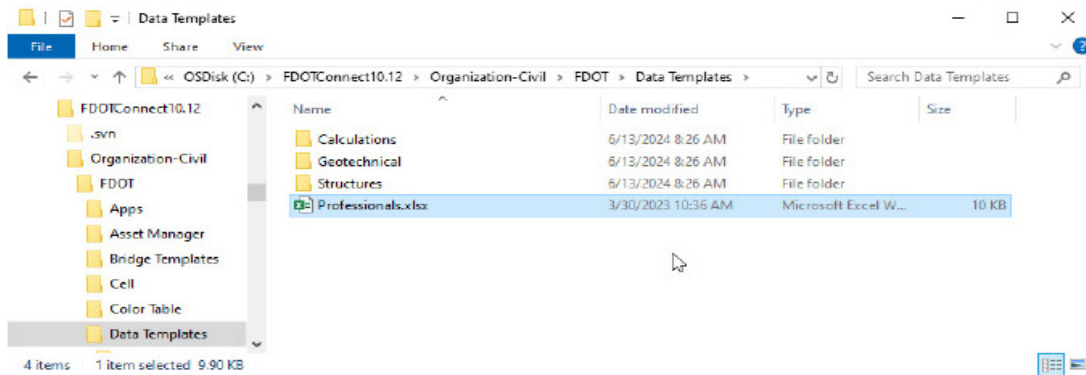 Data Templates
File Home Share View
« OSDisk (C:) > FDOTConnect10.12 > Organization-Civil > FDOT > Data Templates > Search Data Templates
FDOTConnect10.12
.svn
Organization-Civil
FDOT
Apps
Asset Manager
Bridge Templates
Cell
Color Table
Data Templates
Name Date modified Type Size
Calculations 6/13/2024 8:26 AM File folder
Geotechnical 6/13/2024 8:26 AM File folder
Structures 6/13/2024 8:26 AM File folder
Professionals.xlsx 3/30/2023 10:36 AM Microsoft Excel W... 10 KB
4 items 1 item selected 9.90 KB